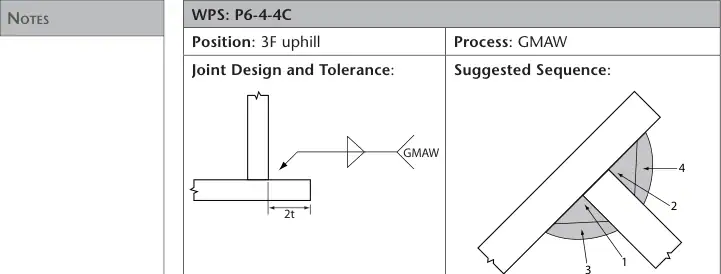 NOTES
WPS: P6-4-4C
Position: 3F uphill
Process: GMAW
Joint Design and Tolerance:
Suggested Sequence:
GMAW
2t
4
2
1
3